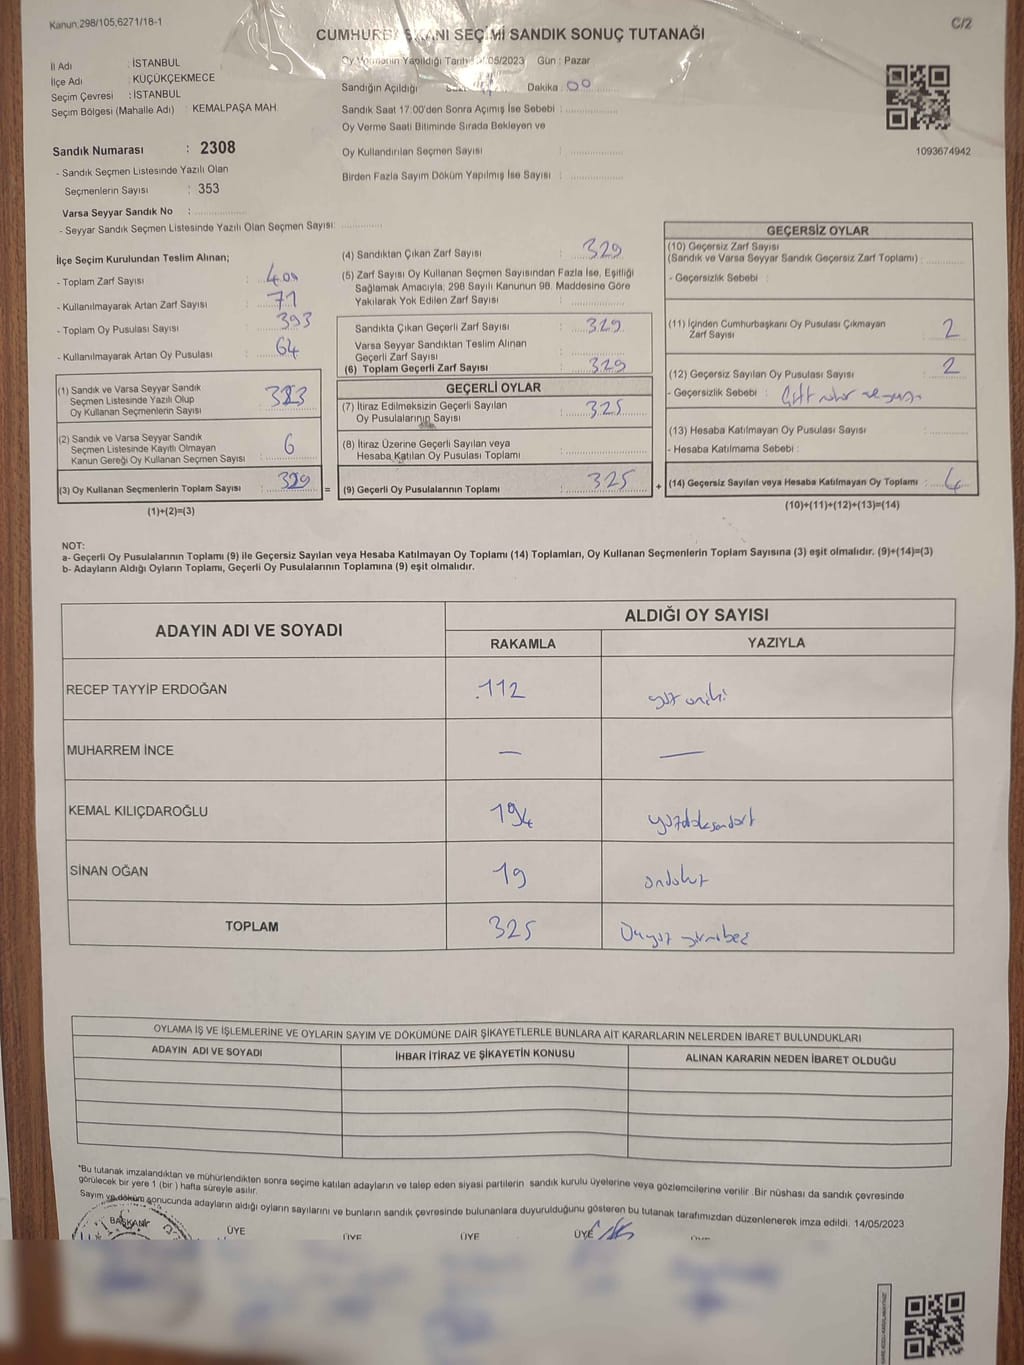 Kanun.298/105,6271/18-1
C/2
CUMHURBAŞKANI SEÇİMİ SANDIK SONUÇ TUTANAĞI
İl Adı : İSTANBUL
İlçe Adı : KÜÇÜKÇEKMECE
Seçim Çevresi : İSTANBUL
Seçim Bölgesi (Mahalle Adı) : KEMALPAŞA MAH
Sandık Numarası : 2308
- Sandık Seçmen Listesinde Yazılı Olan
Seçmenlerin Sayısı : 353
Varsa Seyyar Sandık No :
- Seyyar Sandık Seçmen Listesinde Yazılı Olan Seçmen Sayısı:
Oy Vermenin Yapıldığı Tarih 05/2023 Gün : Pazar
Sandığın Açıldığı Dakika : 00
Sandık Saat 17:00'den Sonra Açımış İse Sebebi :
Oy Verme Saati Bitiminde Sırada Bekleyen ve
Oy Kullandırılan Seçmen Sayısı :
Birden Fazla Sayım Döküm Yapılmış İse Sayısı :
1093674942
İlçe Seçim Kurulundan Teslim Alınan;
- Toplam Zarf Sayısı : 400
- Kullanılmayarak Artan Zarf Sayısı : 71
- Toplam Oy Pusulası Sayısı : 393
- Kullanılmayarak Artan Oy Pusulası : 64
(1) Sandık ve Varsa Seyyar Sandık
Seçmen Listesinde Yazılı Olup
Oy Kullanan Seçmenlerin Sayısı : 323
(2) Sandık ve Varsa Seyyar Sandık
Seçmen Listesinde Kayıtlı Olmayan
Kanun Gereği Oy Kullanan Seçmen Sayısı : 6
(3) Oy Kullanan Seçmenlerin Toplam Sayısı : 329 =
(1)+(2)=(3)
(4) Sandıktan Çıkan Zarf Sayısı : 329
(5) Zarf Sayısı Oy Kullanan Seçmen Sayısından Fazla İse, Eşitliği
Sağlamak Amacıyla, 298 Sayılı Kanunun 98. Maddesine Göre
Yakılarak Yok Edilen Zarf Sayısı :
Sandıkta Çıkan Geçerli Zarf Sayısı : 329
Varsa Seyyar Sandıktan Teslim Alınan
Geçerli Zarf Sayısı :
(6) Toplam Geçerli Zarf Sayısı : 329
GEÇERLİ OYLAR
(7) İtiraz Edilmeksizin Geçerli Sayılan
Oy Pusulalarının Sayısı : 325
(8) İtiraz Üzerine Geçerli Sayılan veya
Hesaba Katılan Oy Pusulası Toplamı :
(9) Geçerli Oy Pusulalarının Toplamı : 325 +
GEÇERSİZ OYLAR
(10) Geçersiz Zarf Sayısı
(Sandık ve Varsa Seyyar Sandık Geçersiz Zarf Toplamı) :
- Geçersizlik Sebebi :
(11) İçinden Cumhurbaşkanı Oy Pusulası Çıkmayan
Zarf Sayısı : 2
(12) Geçersiz Sayılan Oy Pusulası Sayısı : 2
- Geçersizlik Sebebi :
(13) Hesaba Katılmayan Oy Pusulası Sayısı :
- Hesaba Katılmama Sebebi :
(14) Geçersiz Sayılan veya Hesaba Katılmayan Oy Toplamı : 4
(10)+(11)+(12)+(13)=(14)
NOT:
a- Geçerli Oy Pusulalarının Toplamı (9) ile Geçersiz Sayılan veya Hesaba Katılmayan Oy Toplamı (14) Toplamları, Oy Kullanan Seçmenlerin Toplam Sayısına (3) eşit olmalıdır. (9)+(14)=(3)
b- Adayların Aldığı Oyların Toplamı, Geçerli Oy Pusulalarının Toplamına (9) eşit olmalıdır.
ADAYIN ADI VE SOYADI
ALDIĞI OY SAYISI
RAKAMLA YAZIYLA
RECEP TAYYİP ERDOĞAN 112 yüz oniki
MUHARREM İNCE — —
KEMAL KILIÇDAROĞLU 194 yüzdoksandört
SİNAN OĞAN 19 ondokuz
TOPLAM 325 Üçyüz yirmibeş
OYLAMA İŞ VE İŞLEMLERİNE VE OYLARIN SAYIM VE DÖKÜMÜNE DAİR ŞİKAYETLERLE BUNLARA AİT KARARLARIN NELERDEN İBARET BULUNDUKLARI
ADAYIN ADI VE SOYADI
İHBAR İTİRAZ VE ŞİKAYETİN KONUSU
ALINAN KARARIN NEDEN İBARET OLDUĞU
*Bu tutanak imzalandıktan ve mühürlendikten sonra seçime katılan adayların ve talep eden siyasi partilerin sandık kurulu üyelerine veya gözlemcilerine verilir. Bir nüshası da sandık çevresinde
görülecek bir yere 1 (bir ) hafta süreyle asılır.
Sayım ve döküm sonucunda adayların aldığı oyların sayılarını ve bunların sandık çevresinde bulunanlara duyurulduğunu gösteren bu tutanak tarafımızdan düzenlenerek imza edildi. 14/05/2023
BAŞKAN
ÜYE
ÜYE
ÜYE
ÜYE